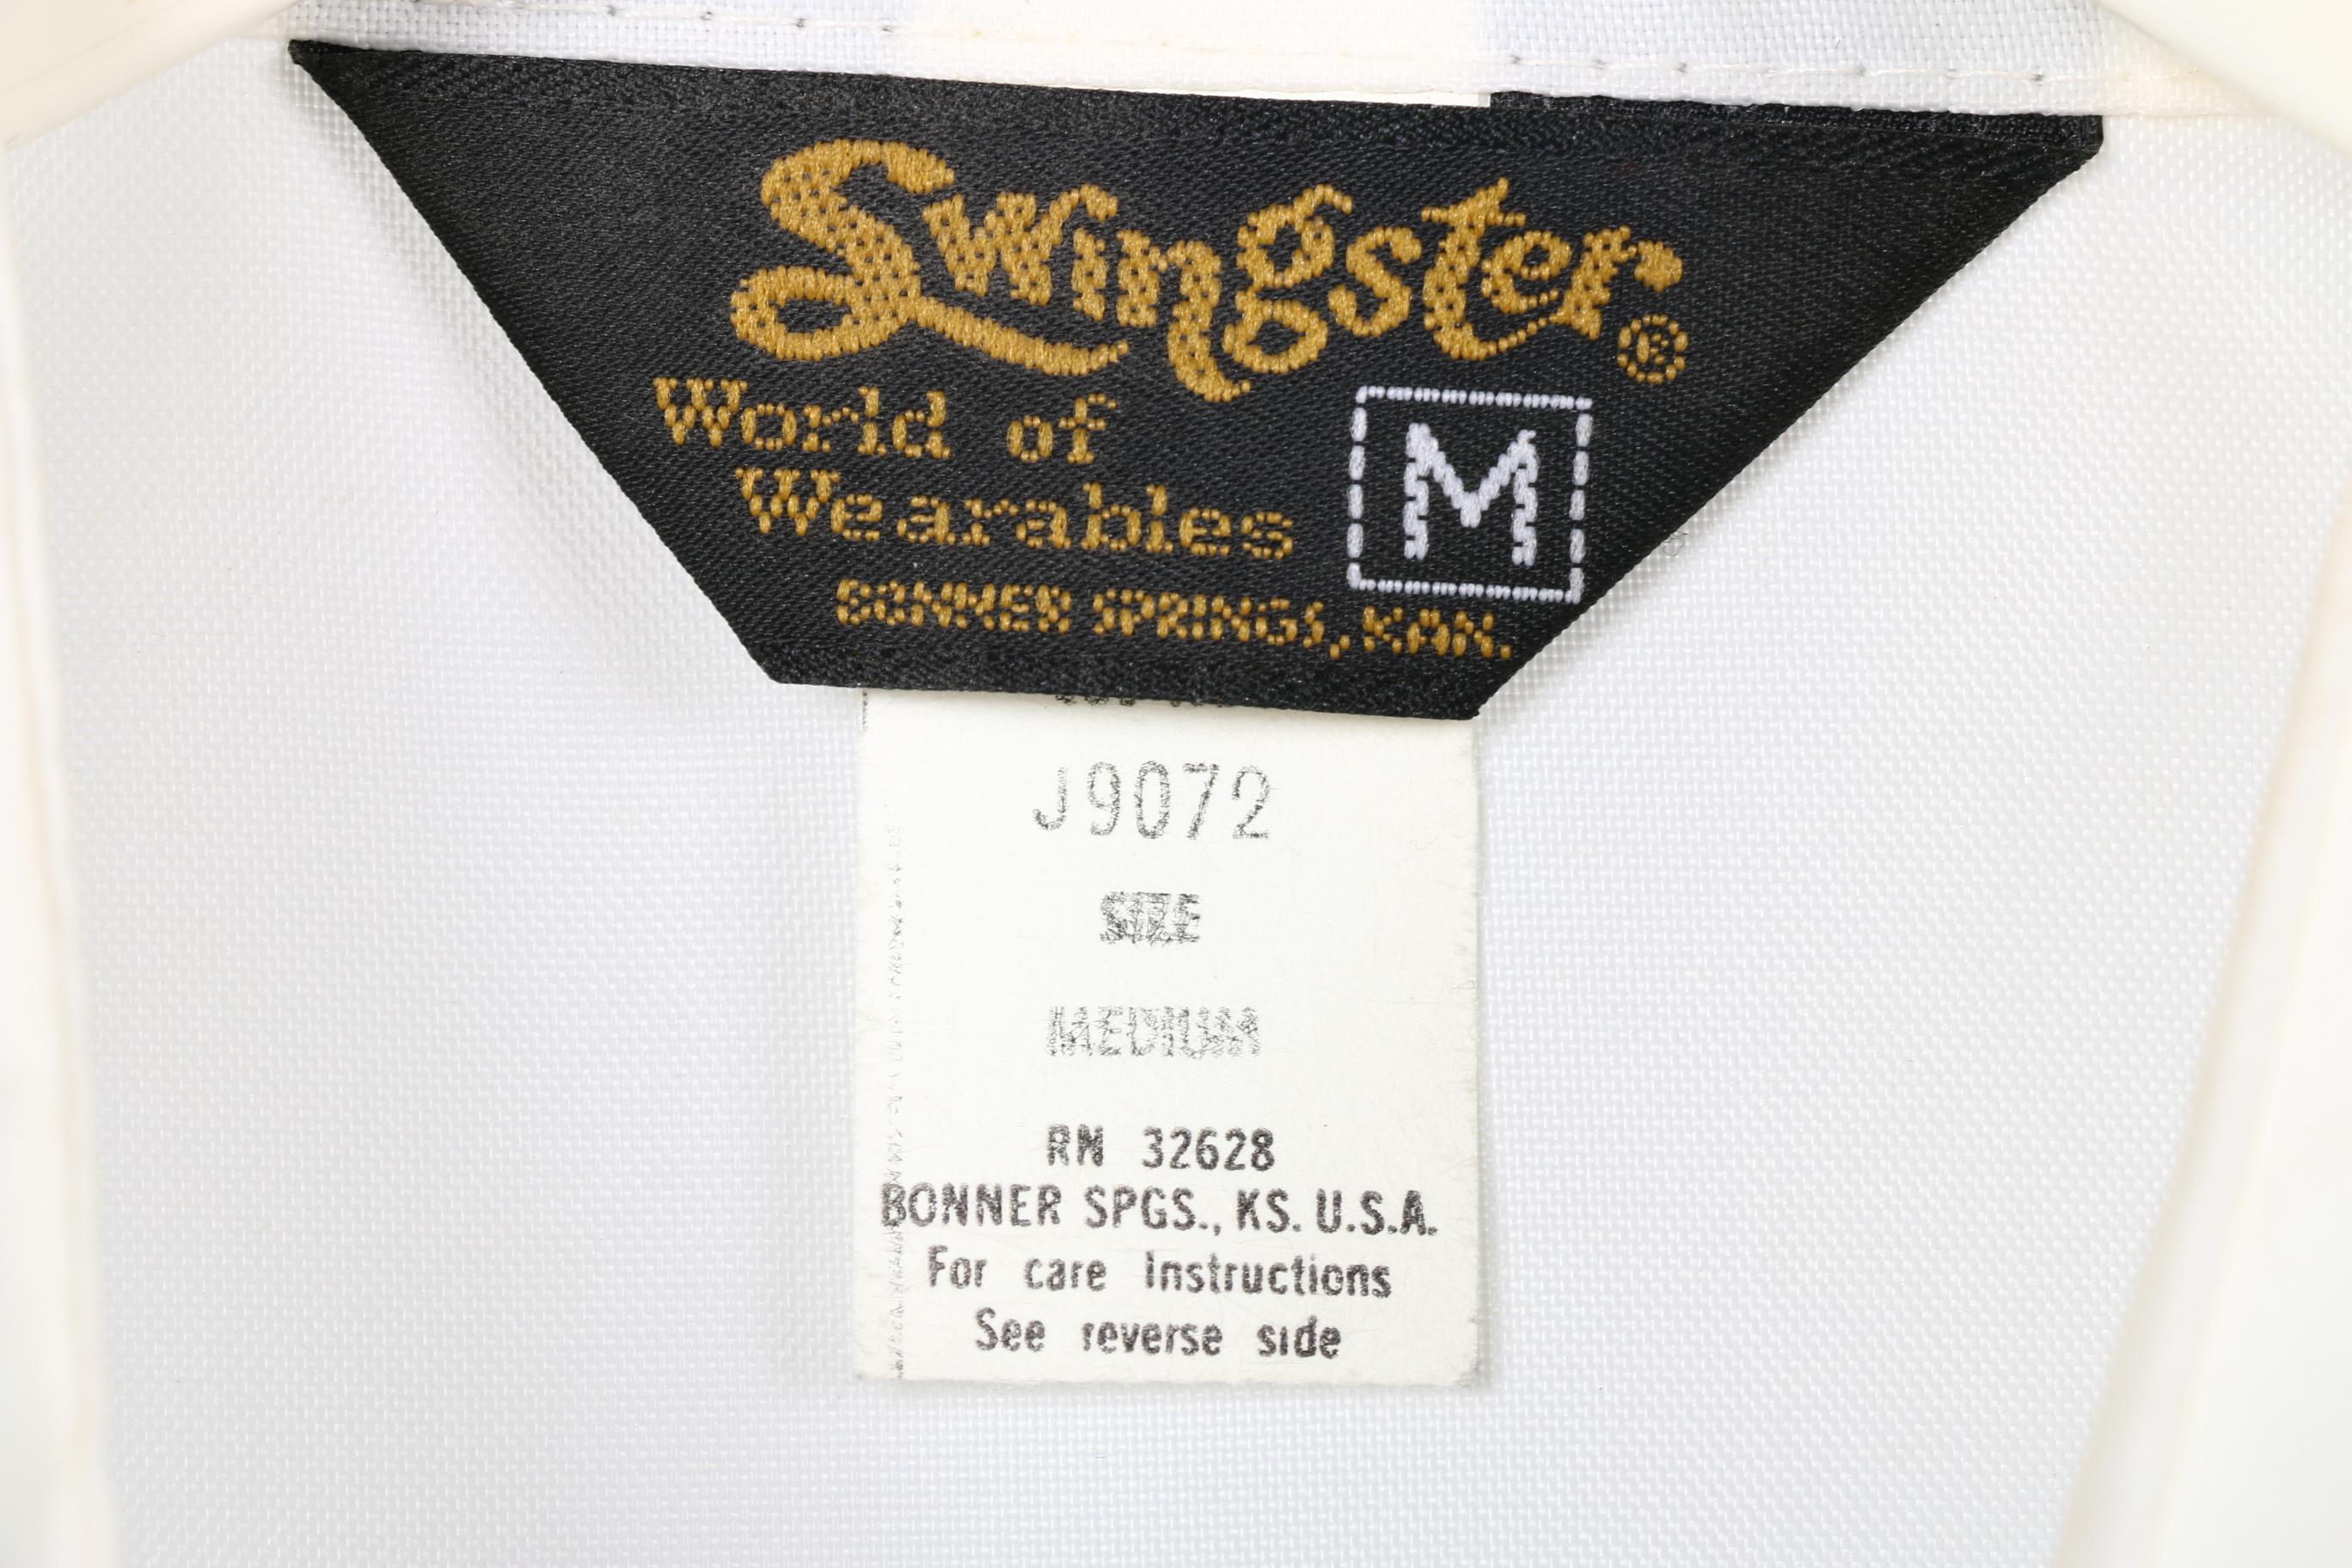 Swingster®
World of
Wearables
M
BONNER SPRINGS, KAN.
J9072
SIZE
MEDIUM
RN 32628
BONNER SPGS., KS. U.S.A.
For care Instructions
See reverse side